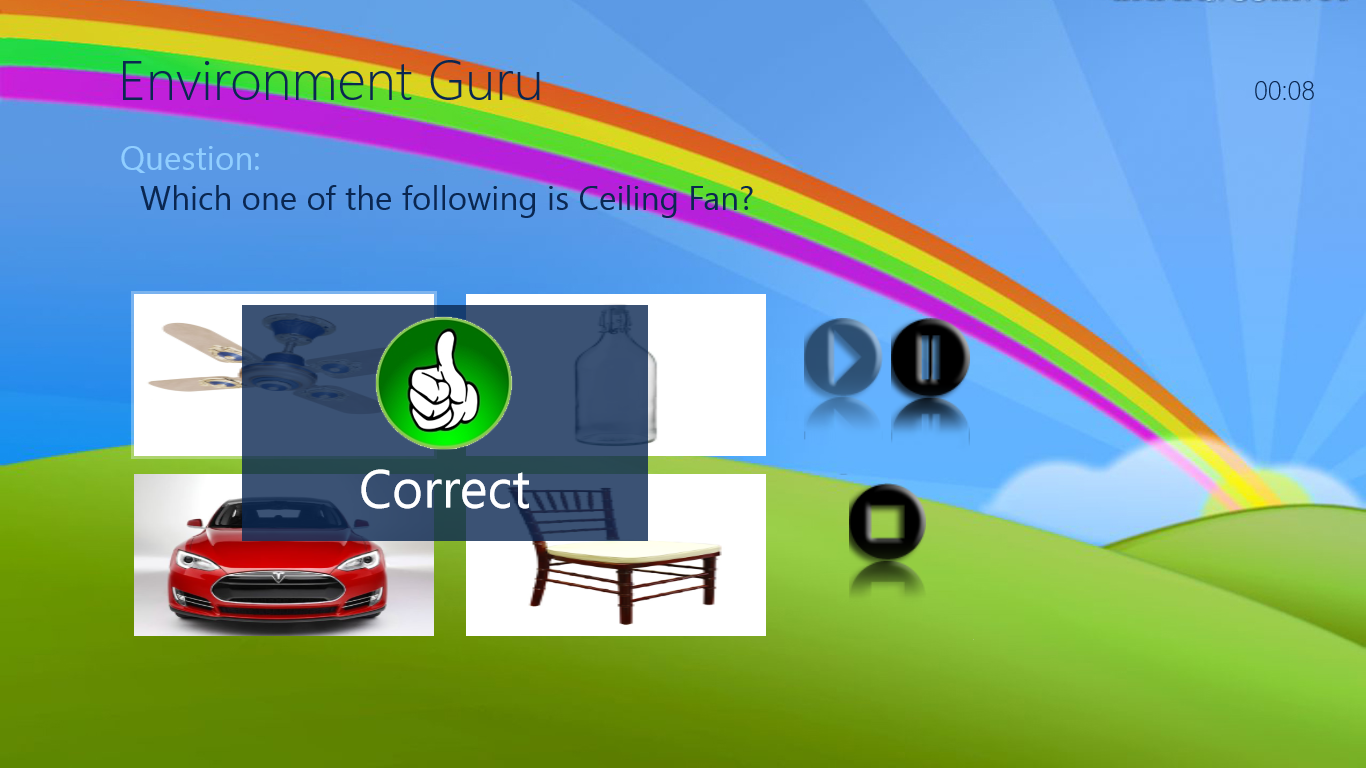 Environment Guru
00:08
Question:
Which one of the following is Ceiling Fan?
Correct